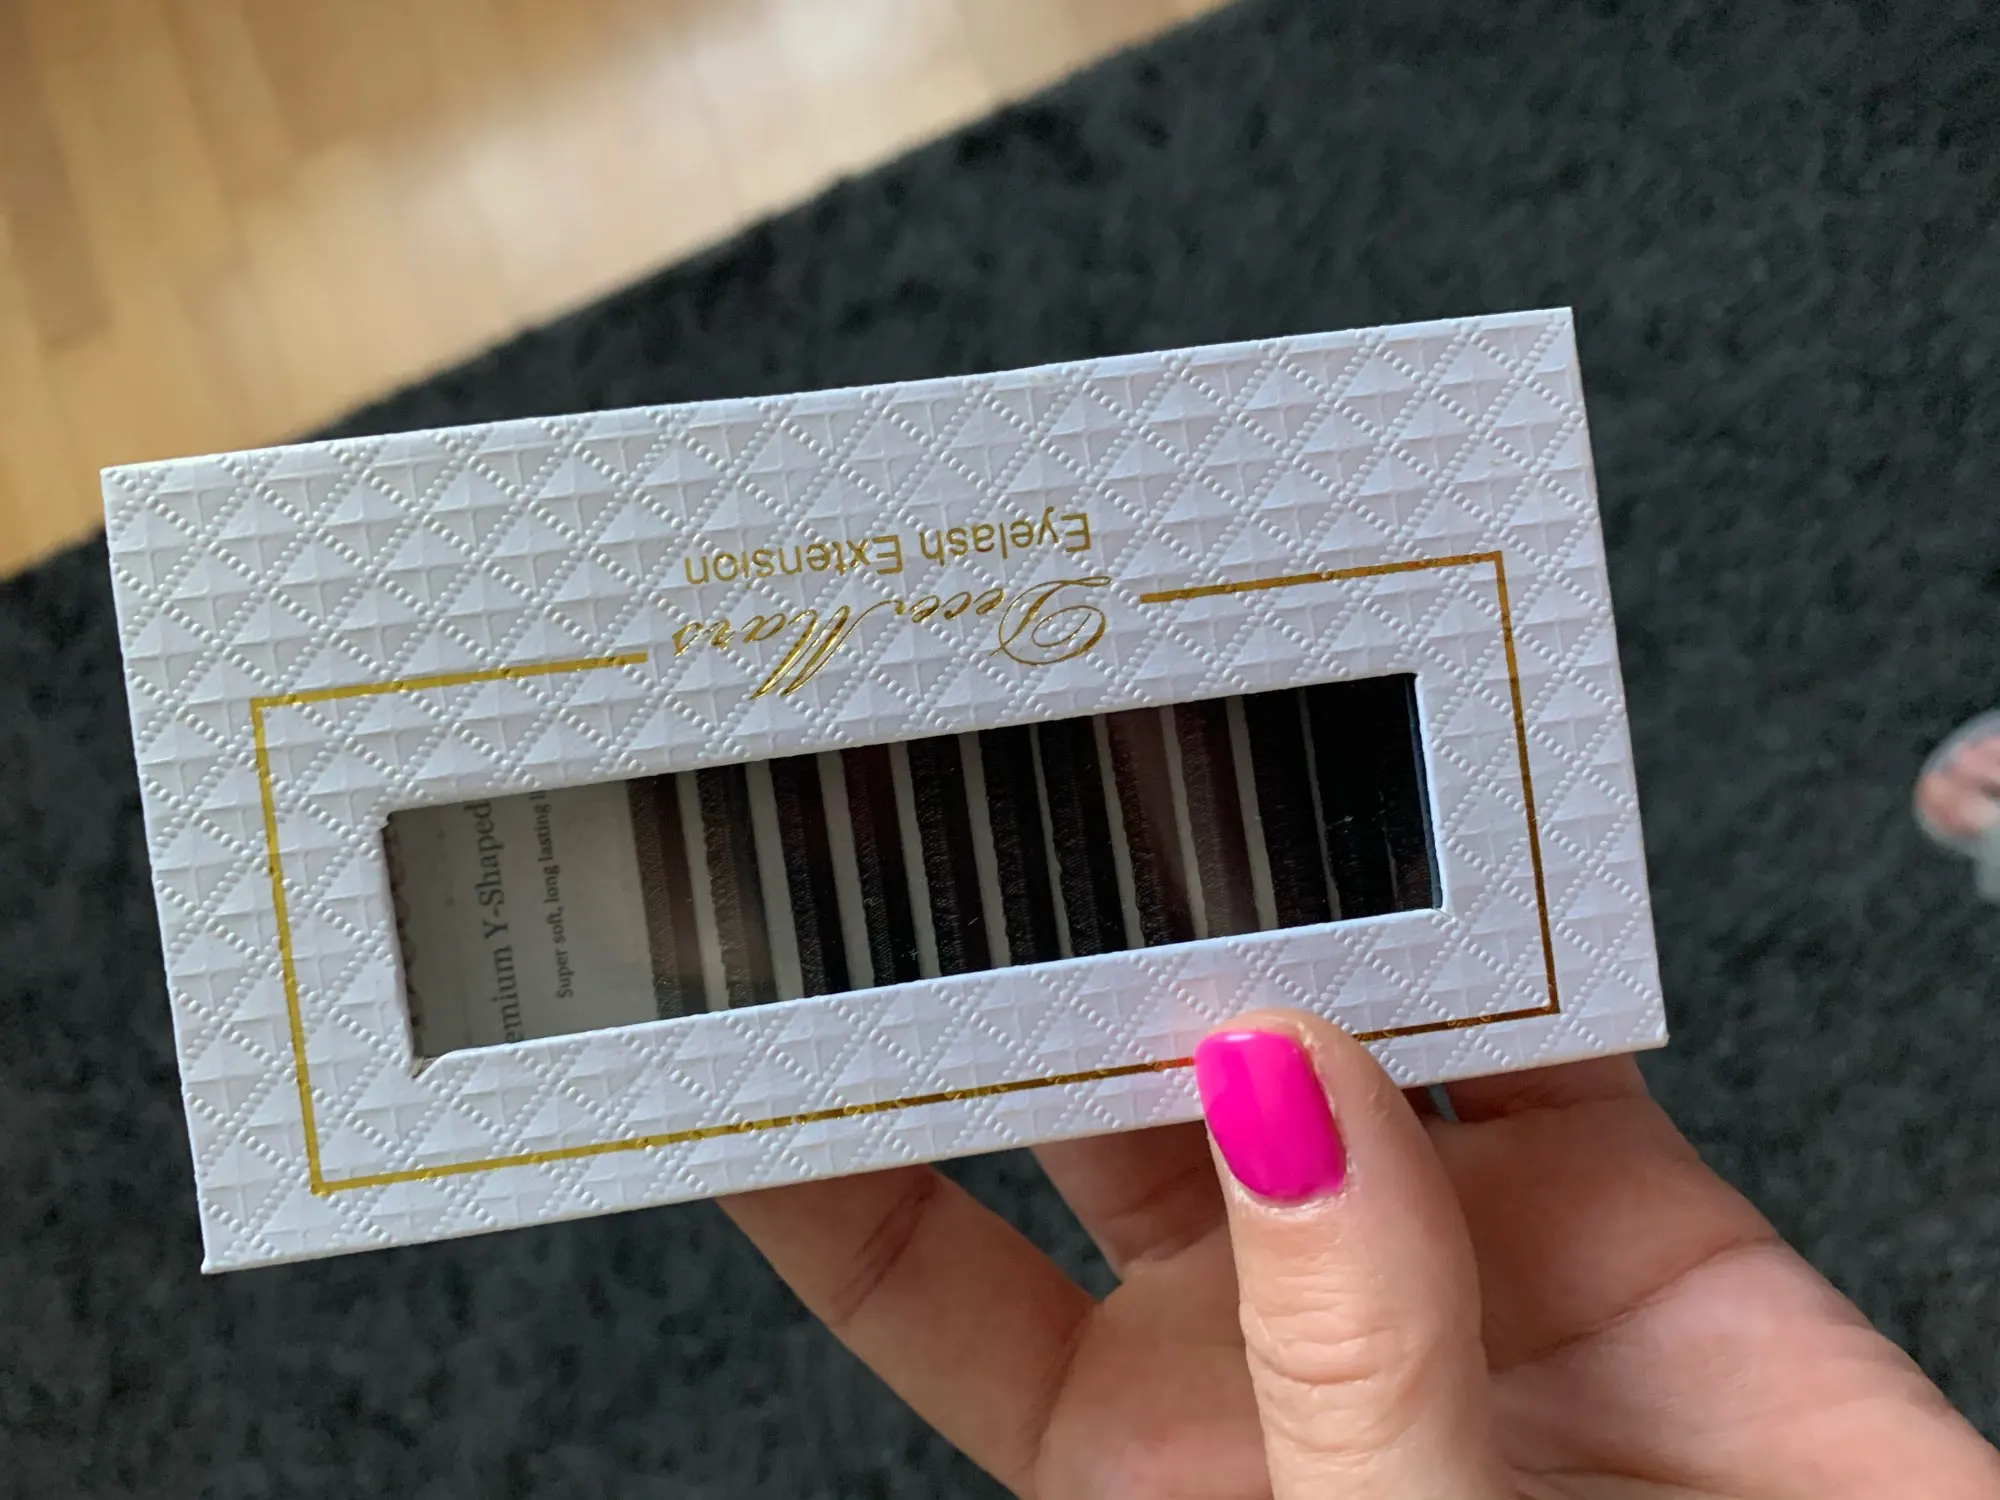 DeceMars
Eyelash Extension
emium Y-Shaped
Super soft, long lasting